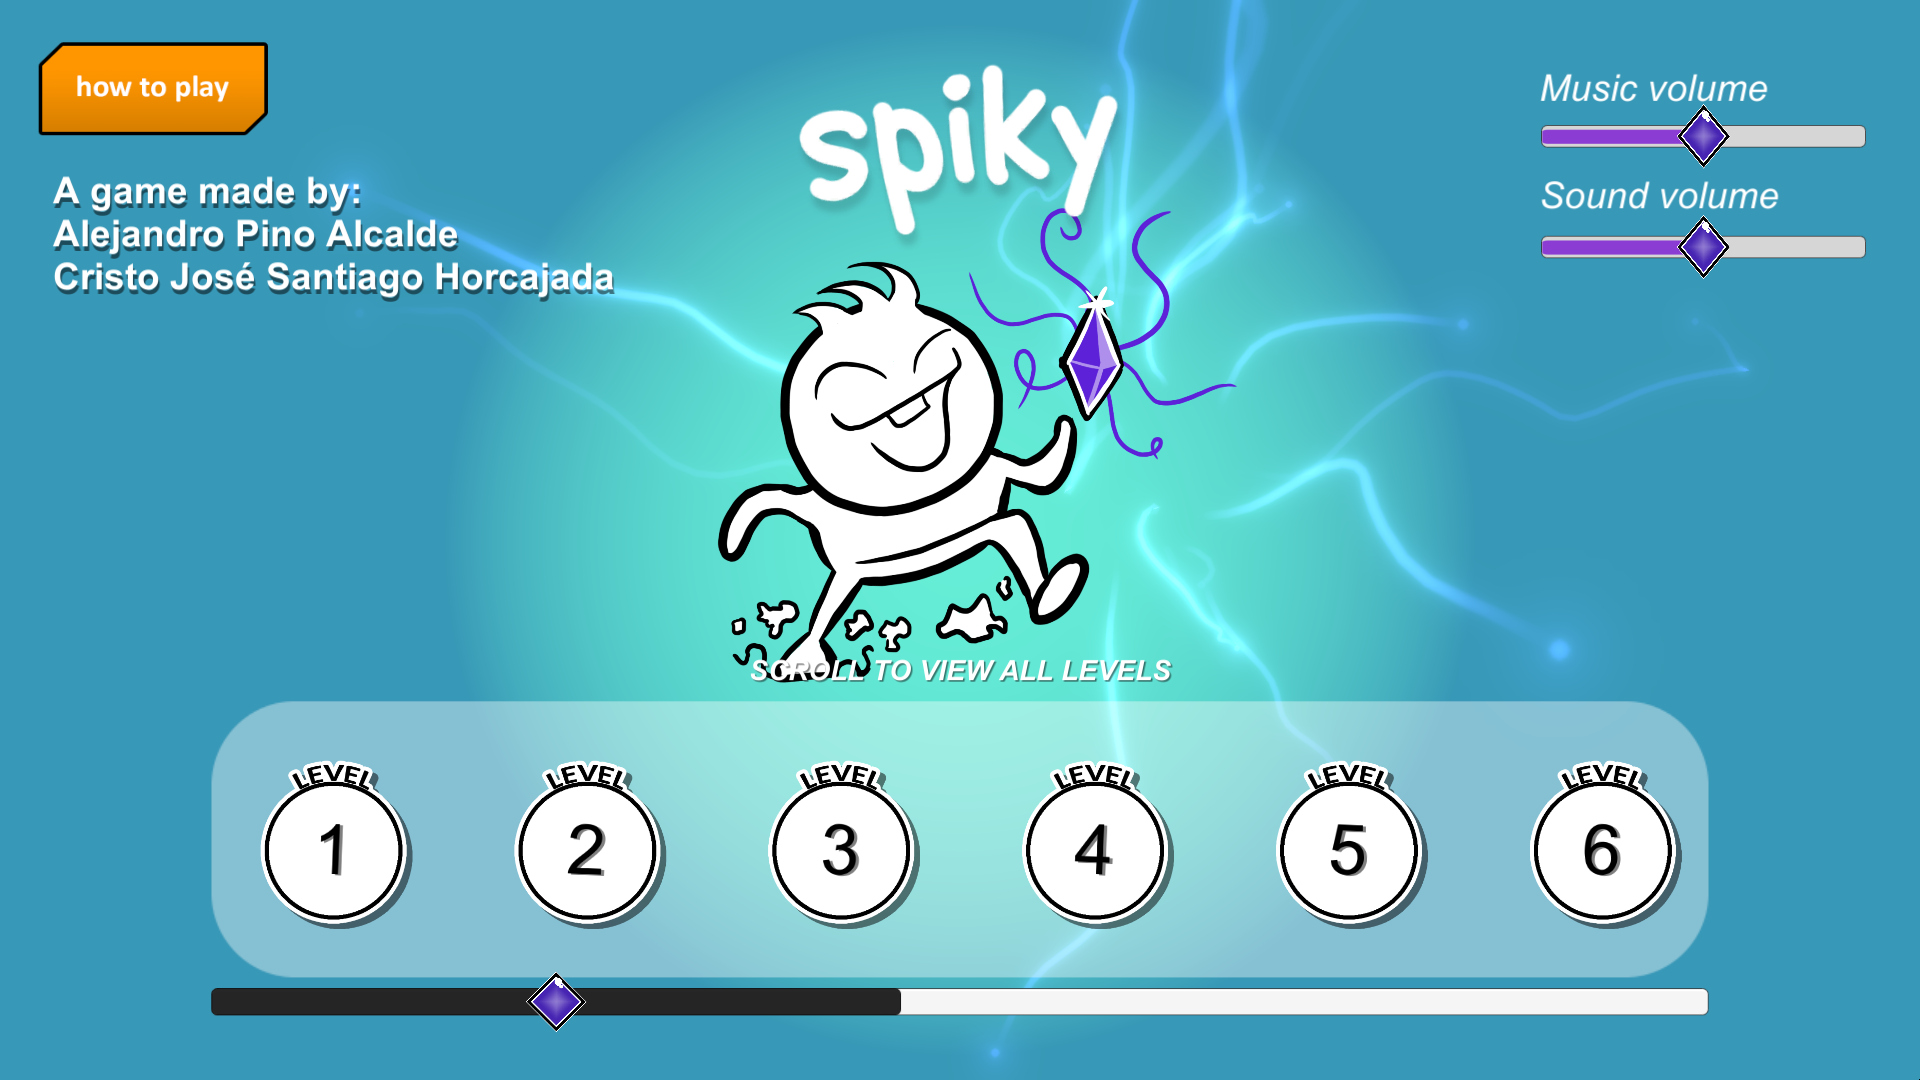 how to play
spiky
Music volume
Sound volume
A game made by:
Alejandro Pino Alcalde
Cristo José Santiago Horcajada
SCROLL TO VIEW ALL LEVELS
LEVEL LEVEL LEVEL LEVEL LEVEL LEVEL
1 2 3 4 5 6